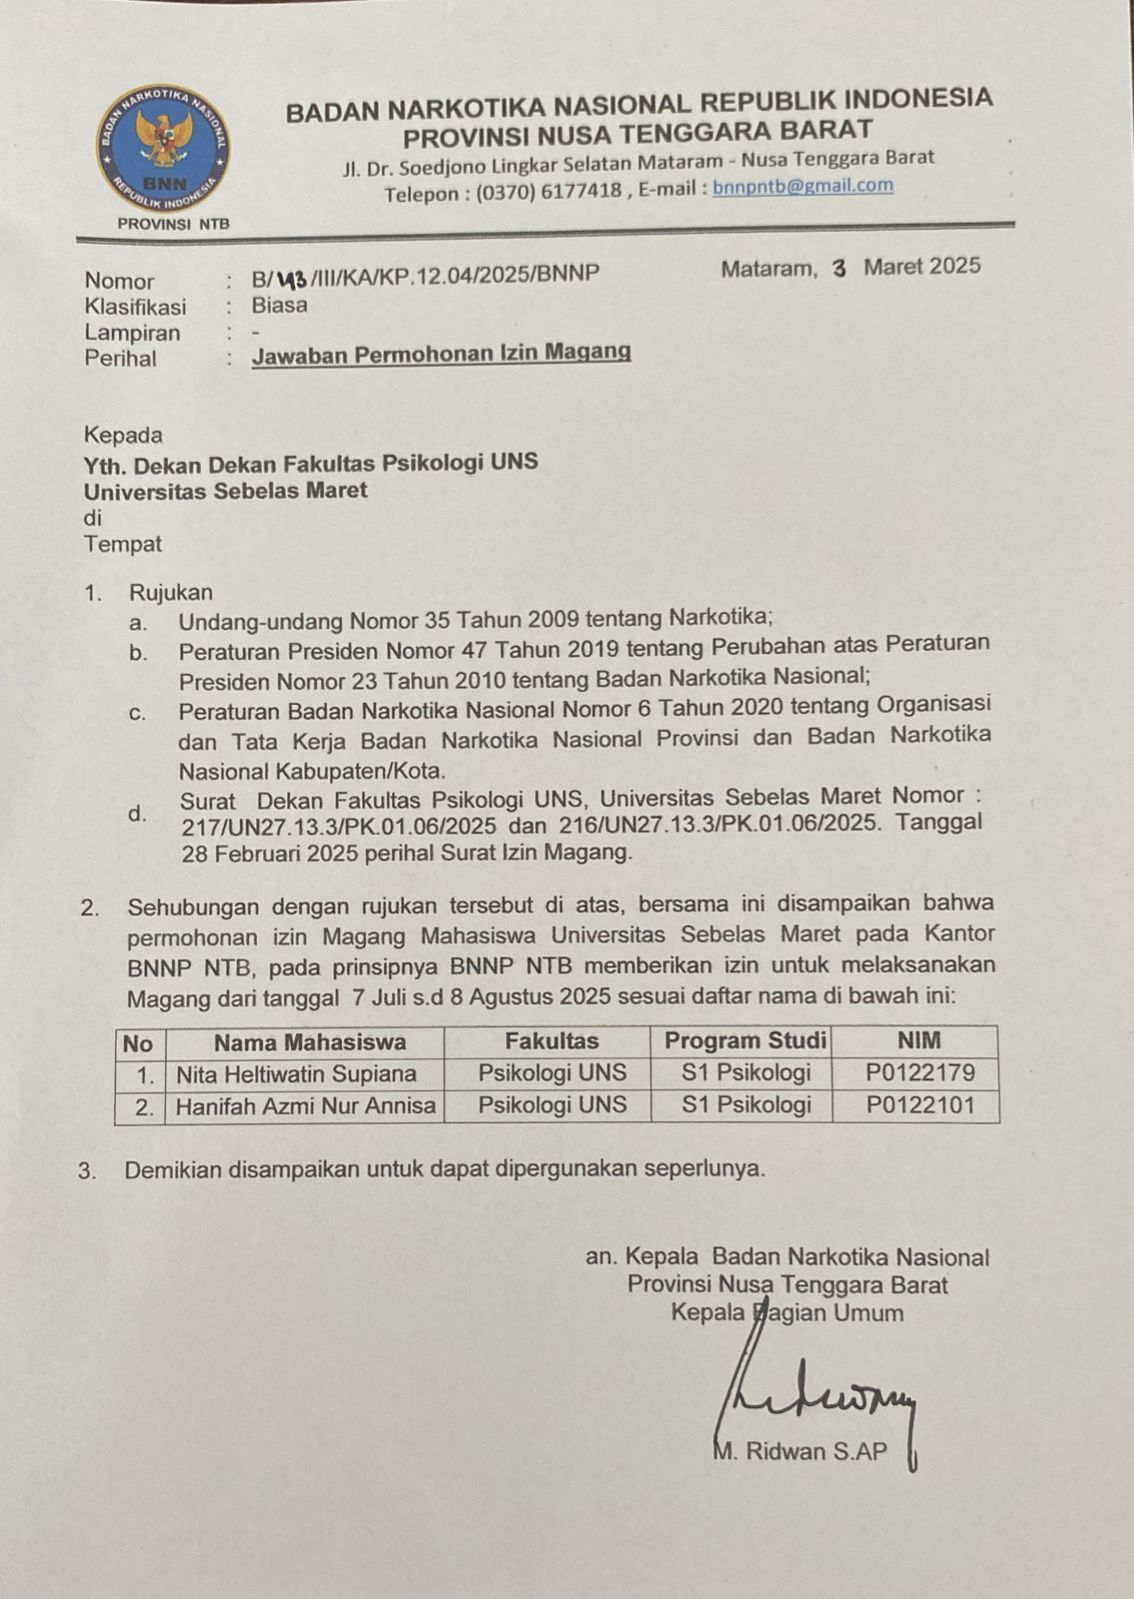 BADAN NARKOTIKA NASIONAL
BNN
REPUBLIK INDONESIA
PROVINSI NTB
BADAN NARKOTIKA NASIONAL REPUBLIK INDONESIA
PROVINSI NUSA TENGGARA BARAT
Jl. Dr. Soedjono Lingkar Selatan Mataram - Nusa Tenggara Barat
Telepon : (0370) 6177418 , E-mail : bnnpntb@gmail.com
Nomor : B/43/III/KA/KP.12.04/2025/BNNP Mataram, 3 Maret 2025
Klasifikasi : Biasa
Lampiran : -
Perihal : Jawaban Permohonan Izin Magang
Kepada
Yth. Dekan Dekan Fakultas Psikologi UNS
Universitas Sebelas Maret
di
Tempat
1. Rujukan
a. Undang-undang Nomor 35 Tahun 2009 tentang Narkotika;
b. Peraturan Presiden Nomor 47 Tahun 2019 tentang Perubahan atas Peraturan
Presiden Nomor 23 Tahun 2010 tentang Badan Narkotika Nasional;
c. Peraturan Badan Narkotika Nasional Nomor 6 Tahun 2020 tentang Organisasi
dan Tata Kerja Badan Narkotika Nasional Provinsi dan Badan Narkotika
Nasional Kabupaten/Kota.
d. Surat Dekan Fakultas Psikologi UNS, Universitas Sebelas Maret Nomor :
217/UN27.13.3/PK.01.06/2025 dan 216/UN27.13.3/PK.01.06/2025. Tanggal
28 Februari 2025 perihal Surat Izin Magang.
2. Sehubungan dengan rujukan tersebut di atas, bersama ini disampaikan bahwa
permohonan izin Magang Mahasiswa Universitas Sebelas Maret pada Kantor
BNNP NTB, pada prinsipnya BNNP NTB memberikan izin untuk melaksanakan
Magang dari tanggal 7 Juli s.d 8 Agustus 2025 sesuai daftar nama di bawah ini:
No Nama Mahasiswa Fakultas Program Studi NIM
1. Nita Heltiwatin Supiana Psikologi UNS S1 Psikologi P0122179
2. Hanifah Azmi Nur Annisa Psikologi UNS S1 Psikologi P0122101
3. Demikian disampaikan untuk dapat dipergunakan seperlunya.
an. Kepala Badan Narkotika Nasional
Provinsi Nusa Tenggara Barat
Kepala Bagian Umum
M. Ridwan S.AP